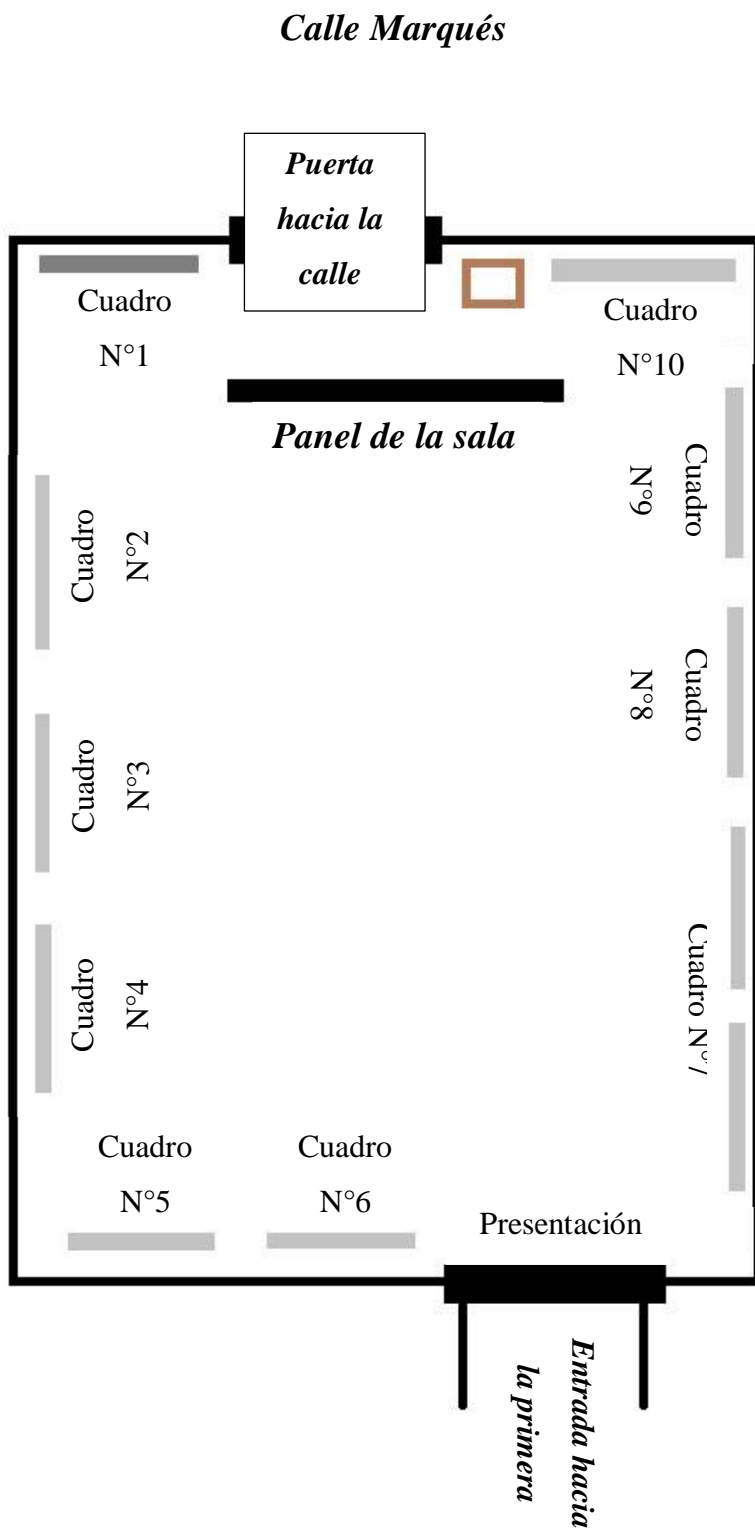 Calle Marqués
Puerta
hacia la
calle
Cuadro
N°1
Cuadro
N°10
Panel de la sala
Cuadro
N°2
Cuadro
N°9
Cuadro
N°3
Cuadro
N°8
Cuadro
N°4
Cuadro N°7
Cuadro
N°5
Cuadro
N°6
Presentación
Entrada hacia
la primera